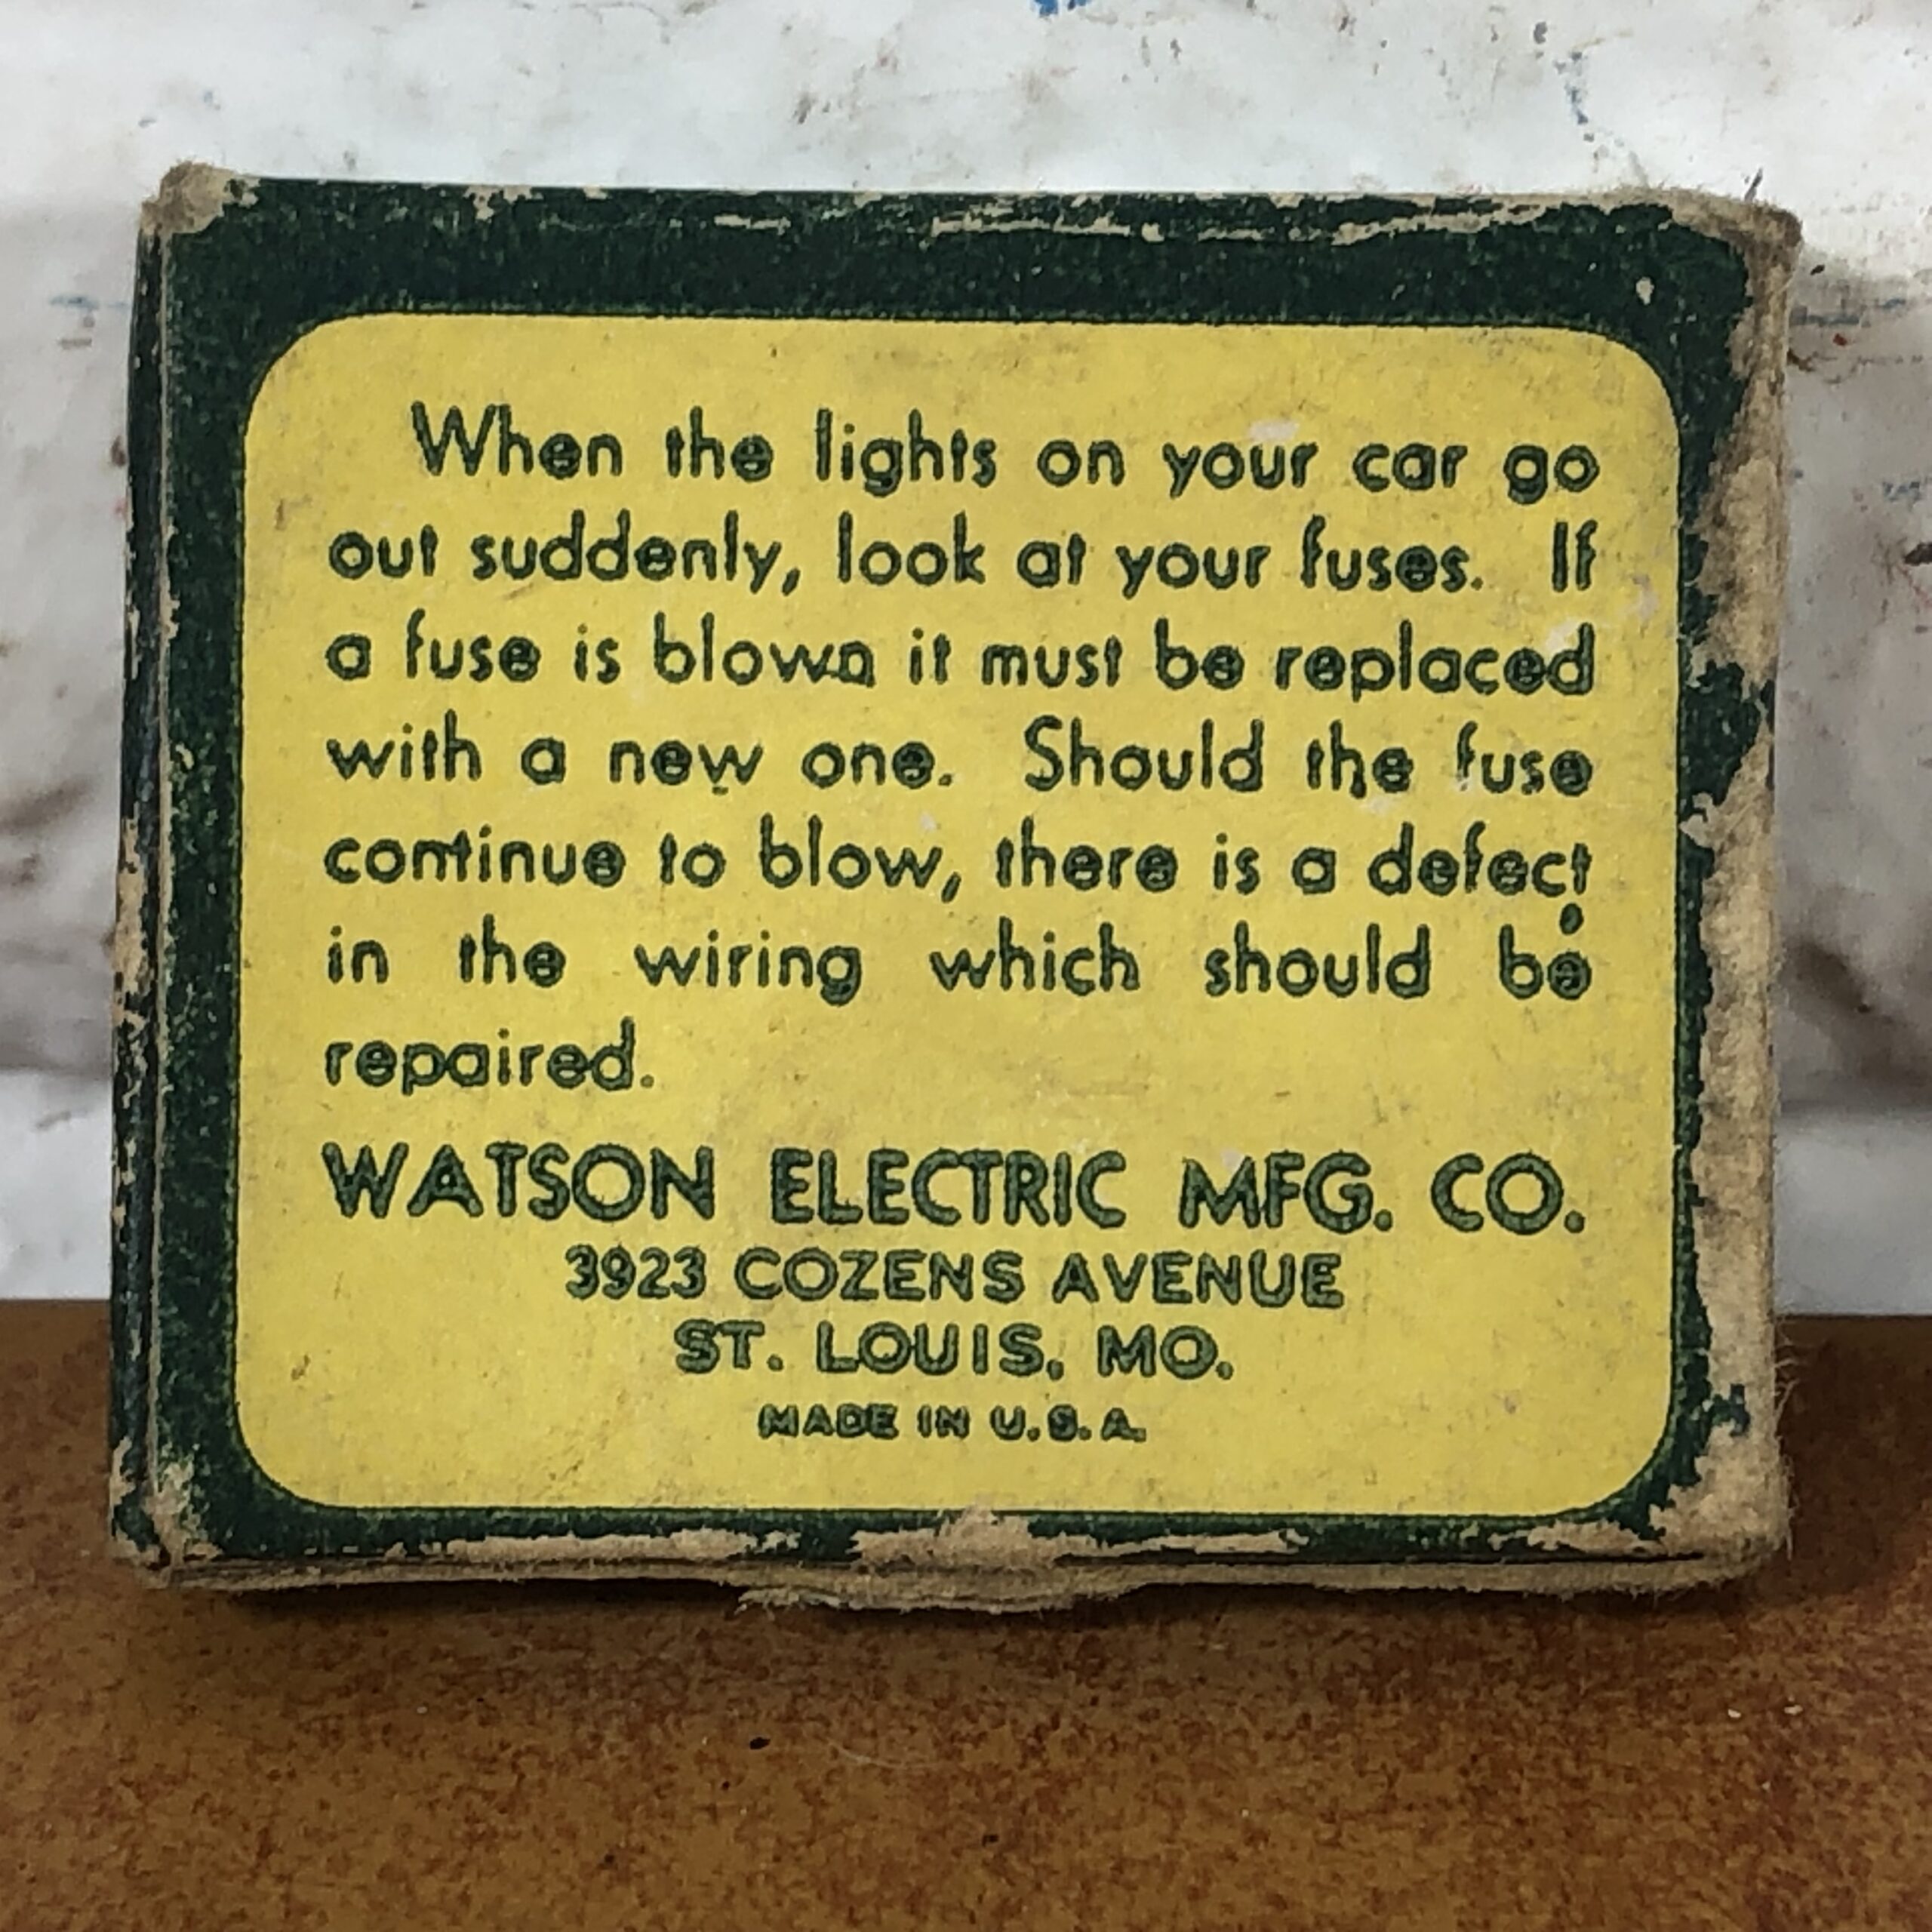 When the lights on your car go
out suddenly, look at your fuses. If
a fuse is blown it must be replaced
with a new one. Should the fuse
continue to blow, there is a defect
in the wiring which should be
repaired.
WATSON ELECTRIC MFG. CO.
3923 COZENS AVENUE
ST. LOUIS, MO.
MADE IN U.S.A.